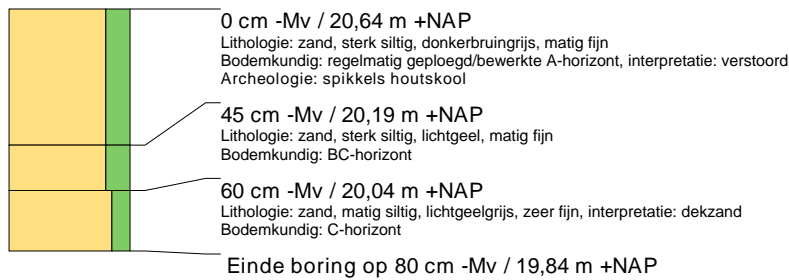 0 cm -Mv / 20,64 m +NAP
Lithologie: zand, sterk siltig, donkerbruingrijs, matig fijn
Bodemkundig: regelmatig geploegd/bewerkte A-horizont, interpretatie: verstoord
Archeologie: spikkels houtskool
45 cm -Mv / 20,19 m +NAP
Lithologie: zand, sterk siltig, lichtgeel, matig fijn
Bodemkundig: BC-horizont
60 cm -Mv / 20,04 m +NAP
Lithologie: zand, matig siltig, lichtgeelgrijs, zeer fijn, interpretatie: dekzand
Bodemkundig: C-horizont
Einde boring op 80 cm -Mv / 19,84 m +NAP